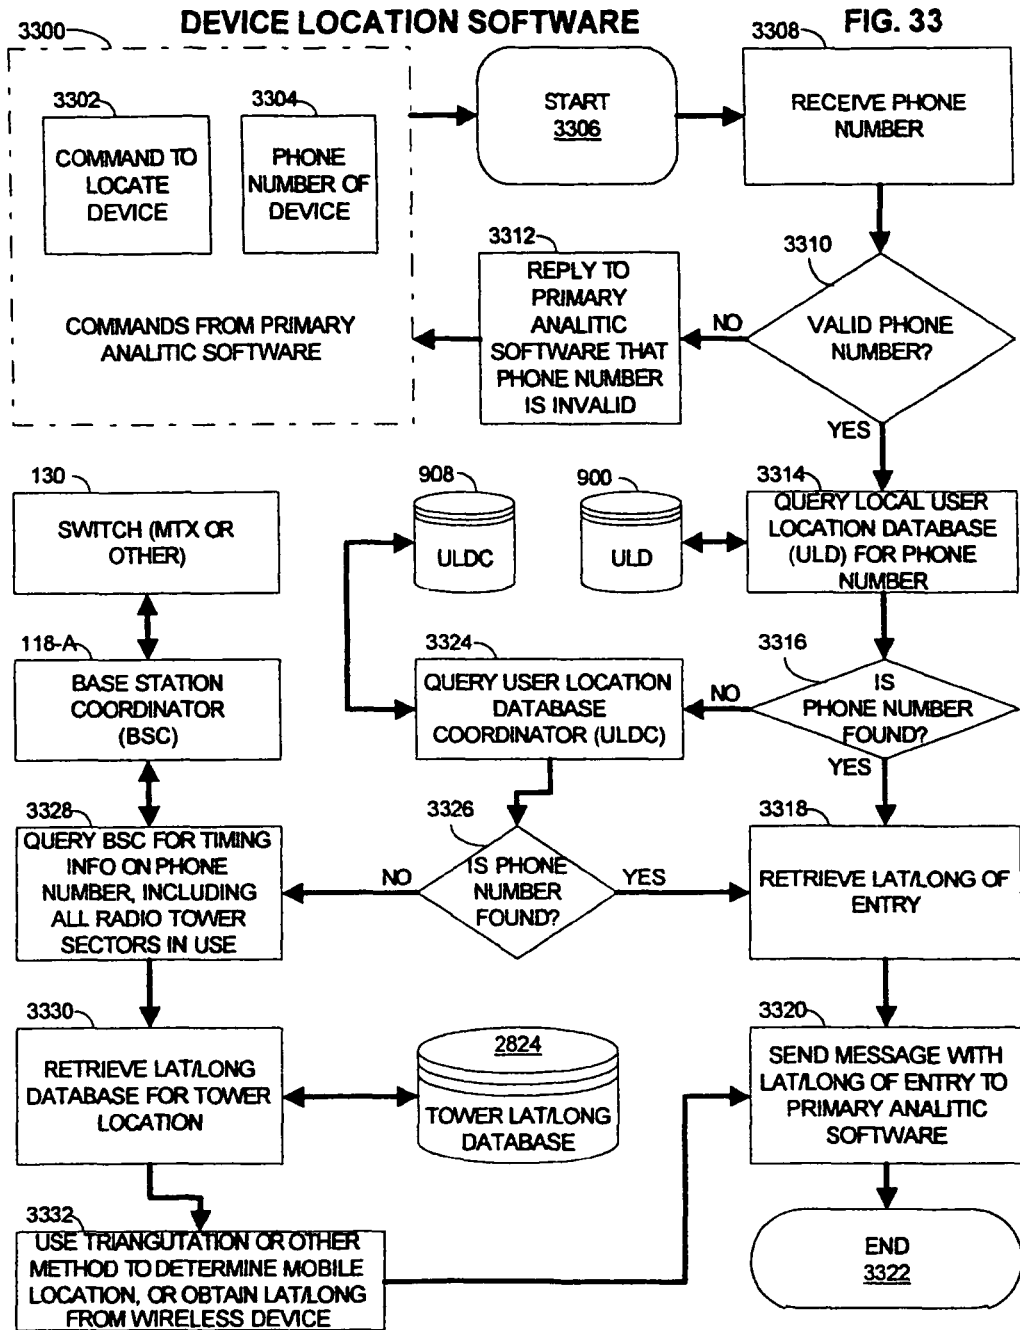 DEVICE LOCATION SOFTWARE
FIG. 33
3300
3302
COMMAND TO
LOCATE
DEVICE
3304
PHONE
NUMBER OF
DEVICE
COMMANDS FROM PRIMARY
ANALITIC SOFTWARE
START
3306
3308
RECEIVE PHONE
NUMBER
3310
VALID PHONE
NUMBER?
NO
YES
3312
REPLY TO
PRIMARY
ANALITIC
SOFTWARE THAT
PHONE NUMBER
IS INVALID
130
SWITCH (MTX OR
OTHER)
908
ULDC
900
ULD
3314
QUERY LOCAL USER
LOCATION DATABASE
(ULD) FOR PHONE
NUMBER
118-A
BASE STATION
COORDINATOR
(BSC)
3324
QUERY USER LOCATION
DATABASE
COORDINATOR (ULDC)
3316
IS
PHONE NUMBER
FOUND?
NO
YES
3328
QUERY BSC FOR TIMING
INFO ON PHONE
NUMBER, INCLUDING
ALL RADIO TOWER
SECTORS IN USE
3326
IS PHONE
NUMBER
FOUND?
NO
YES
3318
RETRIEVE LAT/LONG OF
ENTRY
3330
RETRIEVE LAT/LONG
DATABASE FOR TOWER
LOCATION
2824
TOWER LAT/LONG
DATABASE
3320
SEND MESSAGE WITH
LAT/LONG OF ENTRY TO
PRIMARY ANALITIC
SOFTWARE
3332
USE TRIANGUTATION OR OTHER
METHOD TO DETERMINE MOBILE
LOCATION, OR OBTAIN LAT/LONG
FROM WIRELESS DEVICE
END
3322